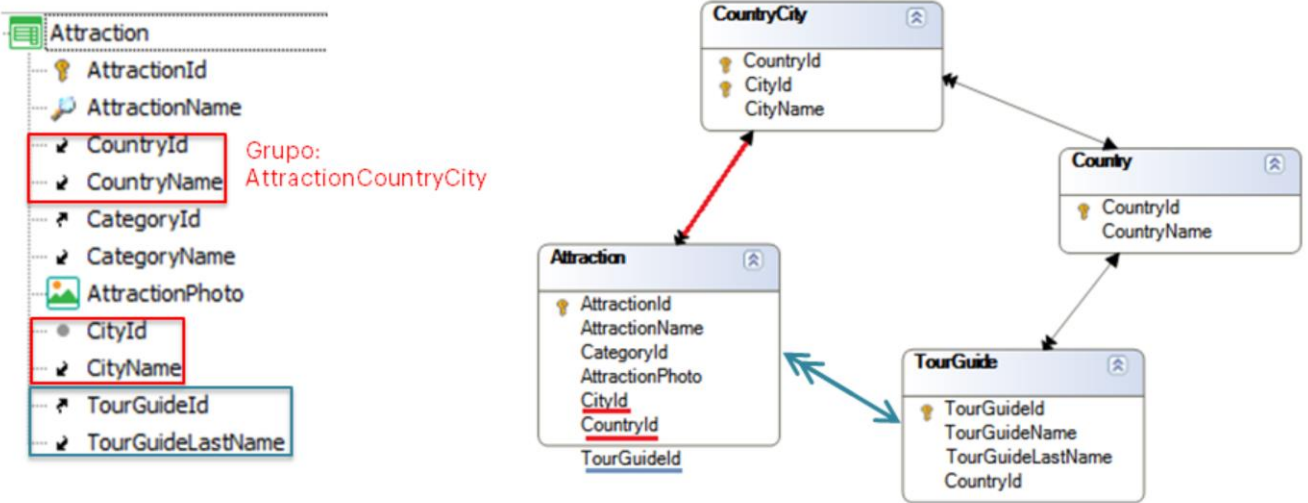 Attraction
AttractionId
AttractionName
CountryId
CountryName
Grupo:
AttractionCountryCity
CategoryId
CategoryName
AttractionPhoto
CityId
CityName
TourGuideId
TourGuideLastName
CountryCity
CountryId
CityId
CityName
Country
CountryId
CountryName
Attraction
AttractionId
AttractionName
CategoryId
AttractionPhoto
CityId
CountryId
TourGuideId
TourGuide
TourGuideId
TourGuideName
TourGuideLastName
CountryId